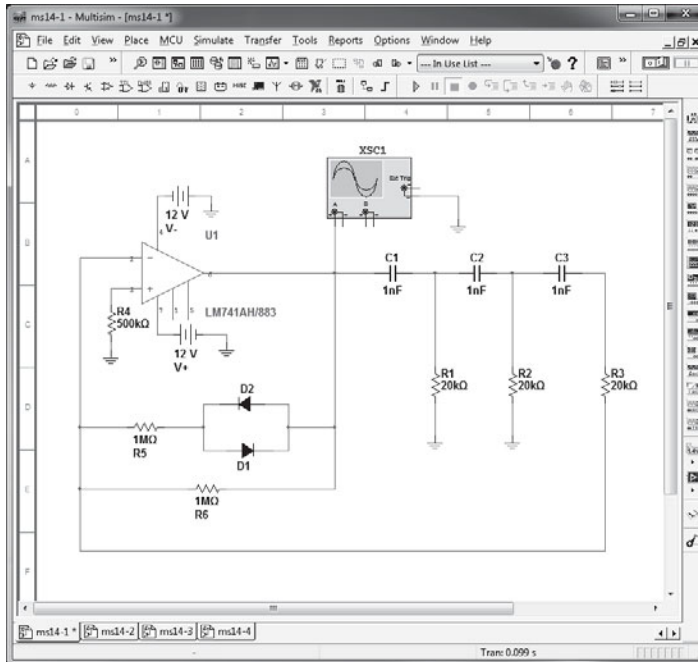 ms14-1 - Multisim - [ms14-1 *]
File Edit View Place MCU Simulate Transfer Tools Reports Options Window Help
--- In Use List ---
0 1 2 3 4 5 6 7
A
B
C
D
E
F
XSC1
Ext Trig
A B
12 V
V-
4
U1
2
3
6
7 1 5
LM741AH/883
R4
500kΩ
12 V
V+
C1
1nF
C2
1nF
C3
1nF
R1
20kΩ
R2
20kΩ
R3
20kΩ
D2
D1
1MΩ
R5
1MΩ
R6
ms14-1 * ms14-2 ms14-3 ms14-4
Tran: 0.099 s